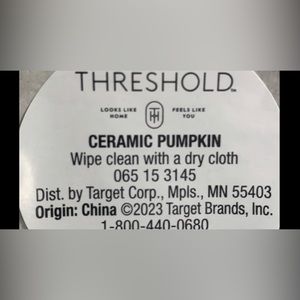 THRESHOLD™
LOOKS LIKE HOME TH FEELS LIKE YOU
CERAMIC PUMPKIN
Wipe clean with a dry cloth
065 15 3145
Dist. by Target Corp., Mpls., MN 55403
Origin: China ©2023 Target Brands, Inc.
1-800-440-0680